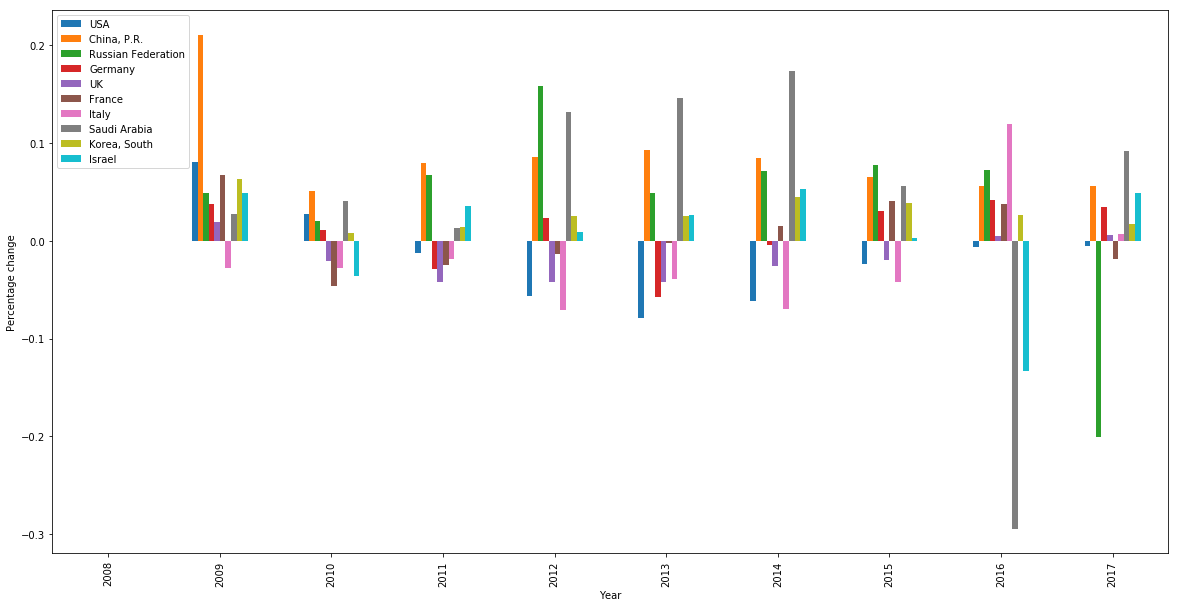 USA
China, P.R.
Russian Federation
Germany
UK
France
Italy
Saudi Arabia
Korea, South
Israel
0.2
0.1
0.0
−0.1
−0.2
−0.3
Percentage change
2008
2009
2010
2011
2012
2013
2014
2015
2016
2017
Year